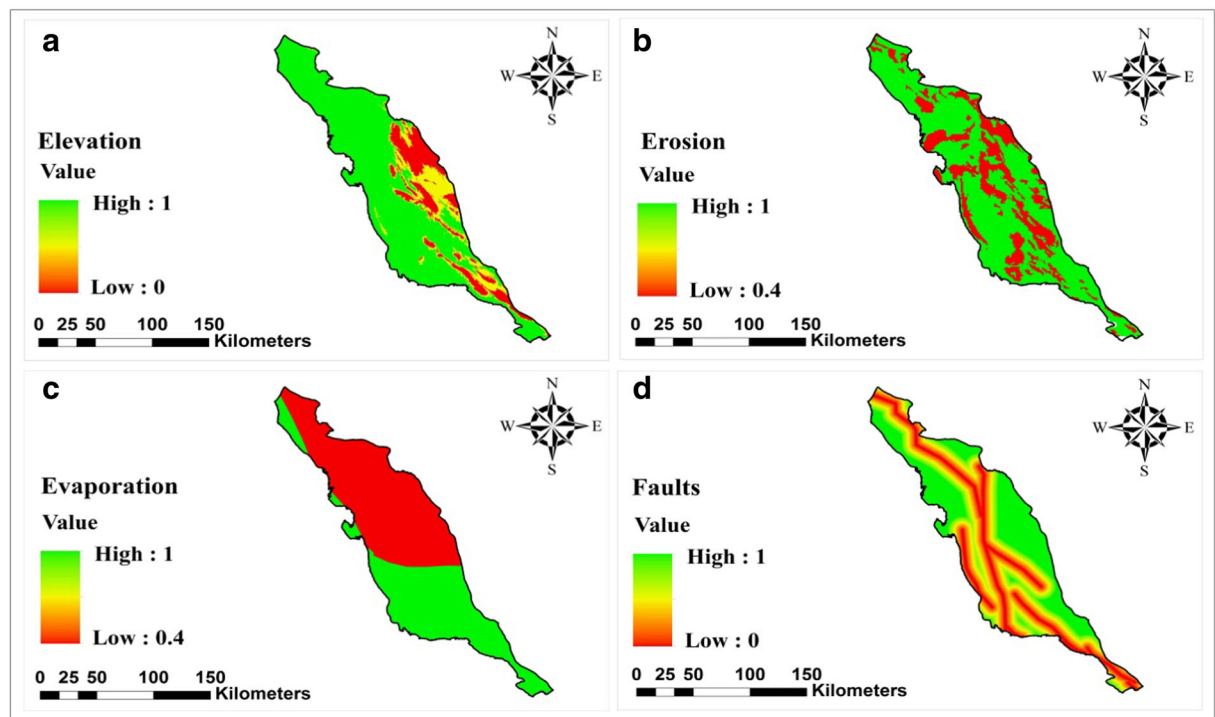 a
N
W E
S
Elevation
Value
High : 1
Low : 0
0 25 50 100 150
Kilometers
b
N
W E
S
Erosion
Value
High : 1
Low : 0.4
0 25 50 100 150
Kilometers
c
N
W E
S
Evaporation
Value
High : 1
Low : 0.4
0 25 50 100 150
Kilometers
d
N
W E
S
Faults
Value
High : 1
Low : 0
0 25 50 100 150
Kilometers